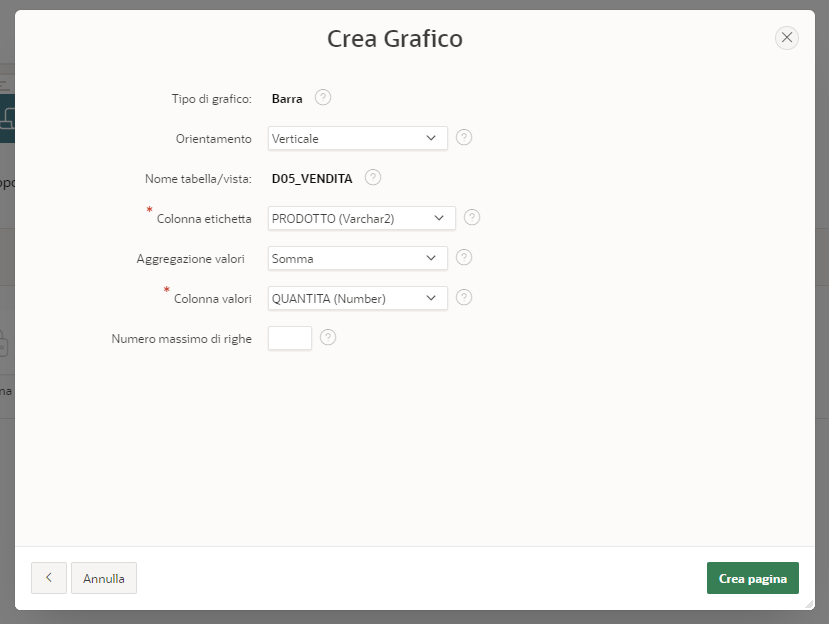 Crea Grafico
Tipo di grafico: Barra ?
Orientamento Verticale ?
Nome tabella/vista: D05_VENDITA ?
* Colonna etichetta PRODOTTO (Varchar2) ?
Aggregazione valori Somma ?
* Colonna valori QUANTITA (Number) ?
Numero massimo di righe ?
Annulla
Crea pagina